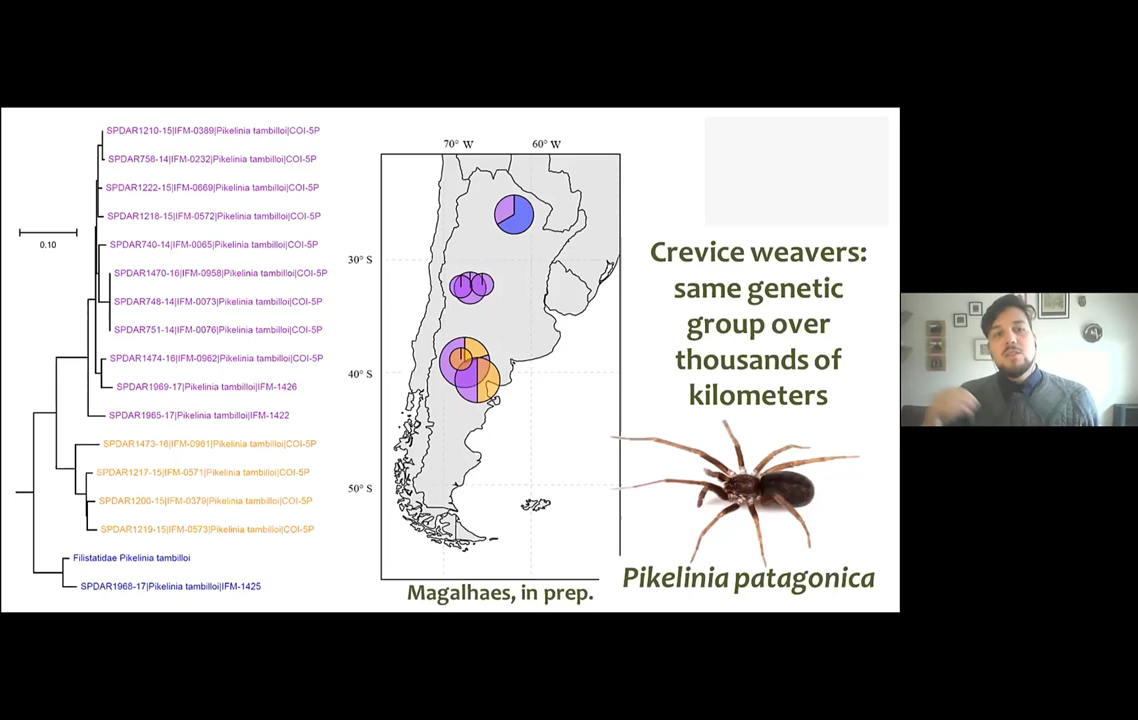 SPDAR1210-15|IFM-0389|Pikelinia tambilloi|COI-5P
SPDAR758-14|IFM-0232|Pikelinia tambilloi|COI-5P
SPDAR1222-15|IFM-0669|Pikelinia tambilloi|COI-5P
SPDAR1218-15|IFM-0572|Pikelinia tambilloi|COI-5P
SPDAR740-14|IFM-0065|Pikelinia tambilloi|COI-5P
SPDAR1470-16|IFM-0958|Pikelinia tambilloi|COI-5P
SPDAR748-14|IFM-0073|Pikelinia tambilloi|COI-5P
SPDAR751-14|IFM-0076|Pikelinia tambilloi|COI-5P
SPDAR1474-16|IFM-0962|Pikelinia tambilloi|COI-5P
SPDAR1969-17|Pikelinia tambilloi|IFM-1426
SPDAR1965-17|Pikelinia tambilloi|IFM-1422
SPDAR1473-16|IFM-0961|Pikelinia tambilloi|COI-5P
SPDAR1217-15|IFM-0571|Pikelinia tambilloi|COI-5P
SPDAR1200-15|IFM-0379|Pikelinia tambilloi|COI-5P
SPDAR1219-15|IFM-0573|Pikelinia tambilloi|COI-5P
Filistatidae Pikelinia tambilloi
SPDAR1968-17|Pikelinia tambilloi|IFM-1425
0.10
70° W 60° W
30° S
40° S
50° S
Magalhaes, in prep.
Crevice weavers:
same genetic
group over
thousands of
kilometers
Pikelinia patagonica